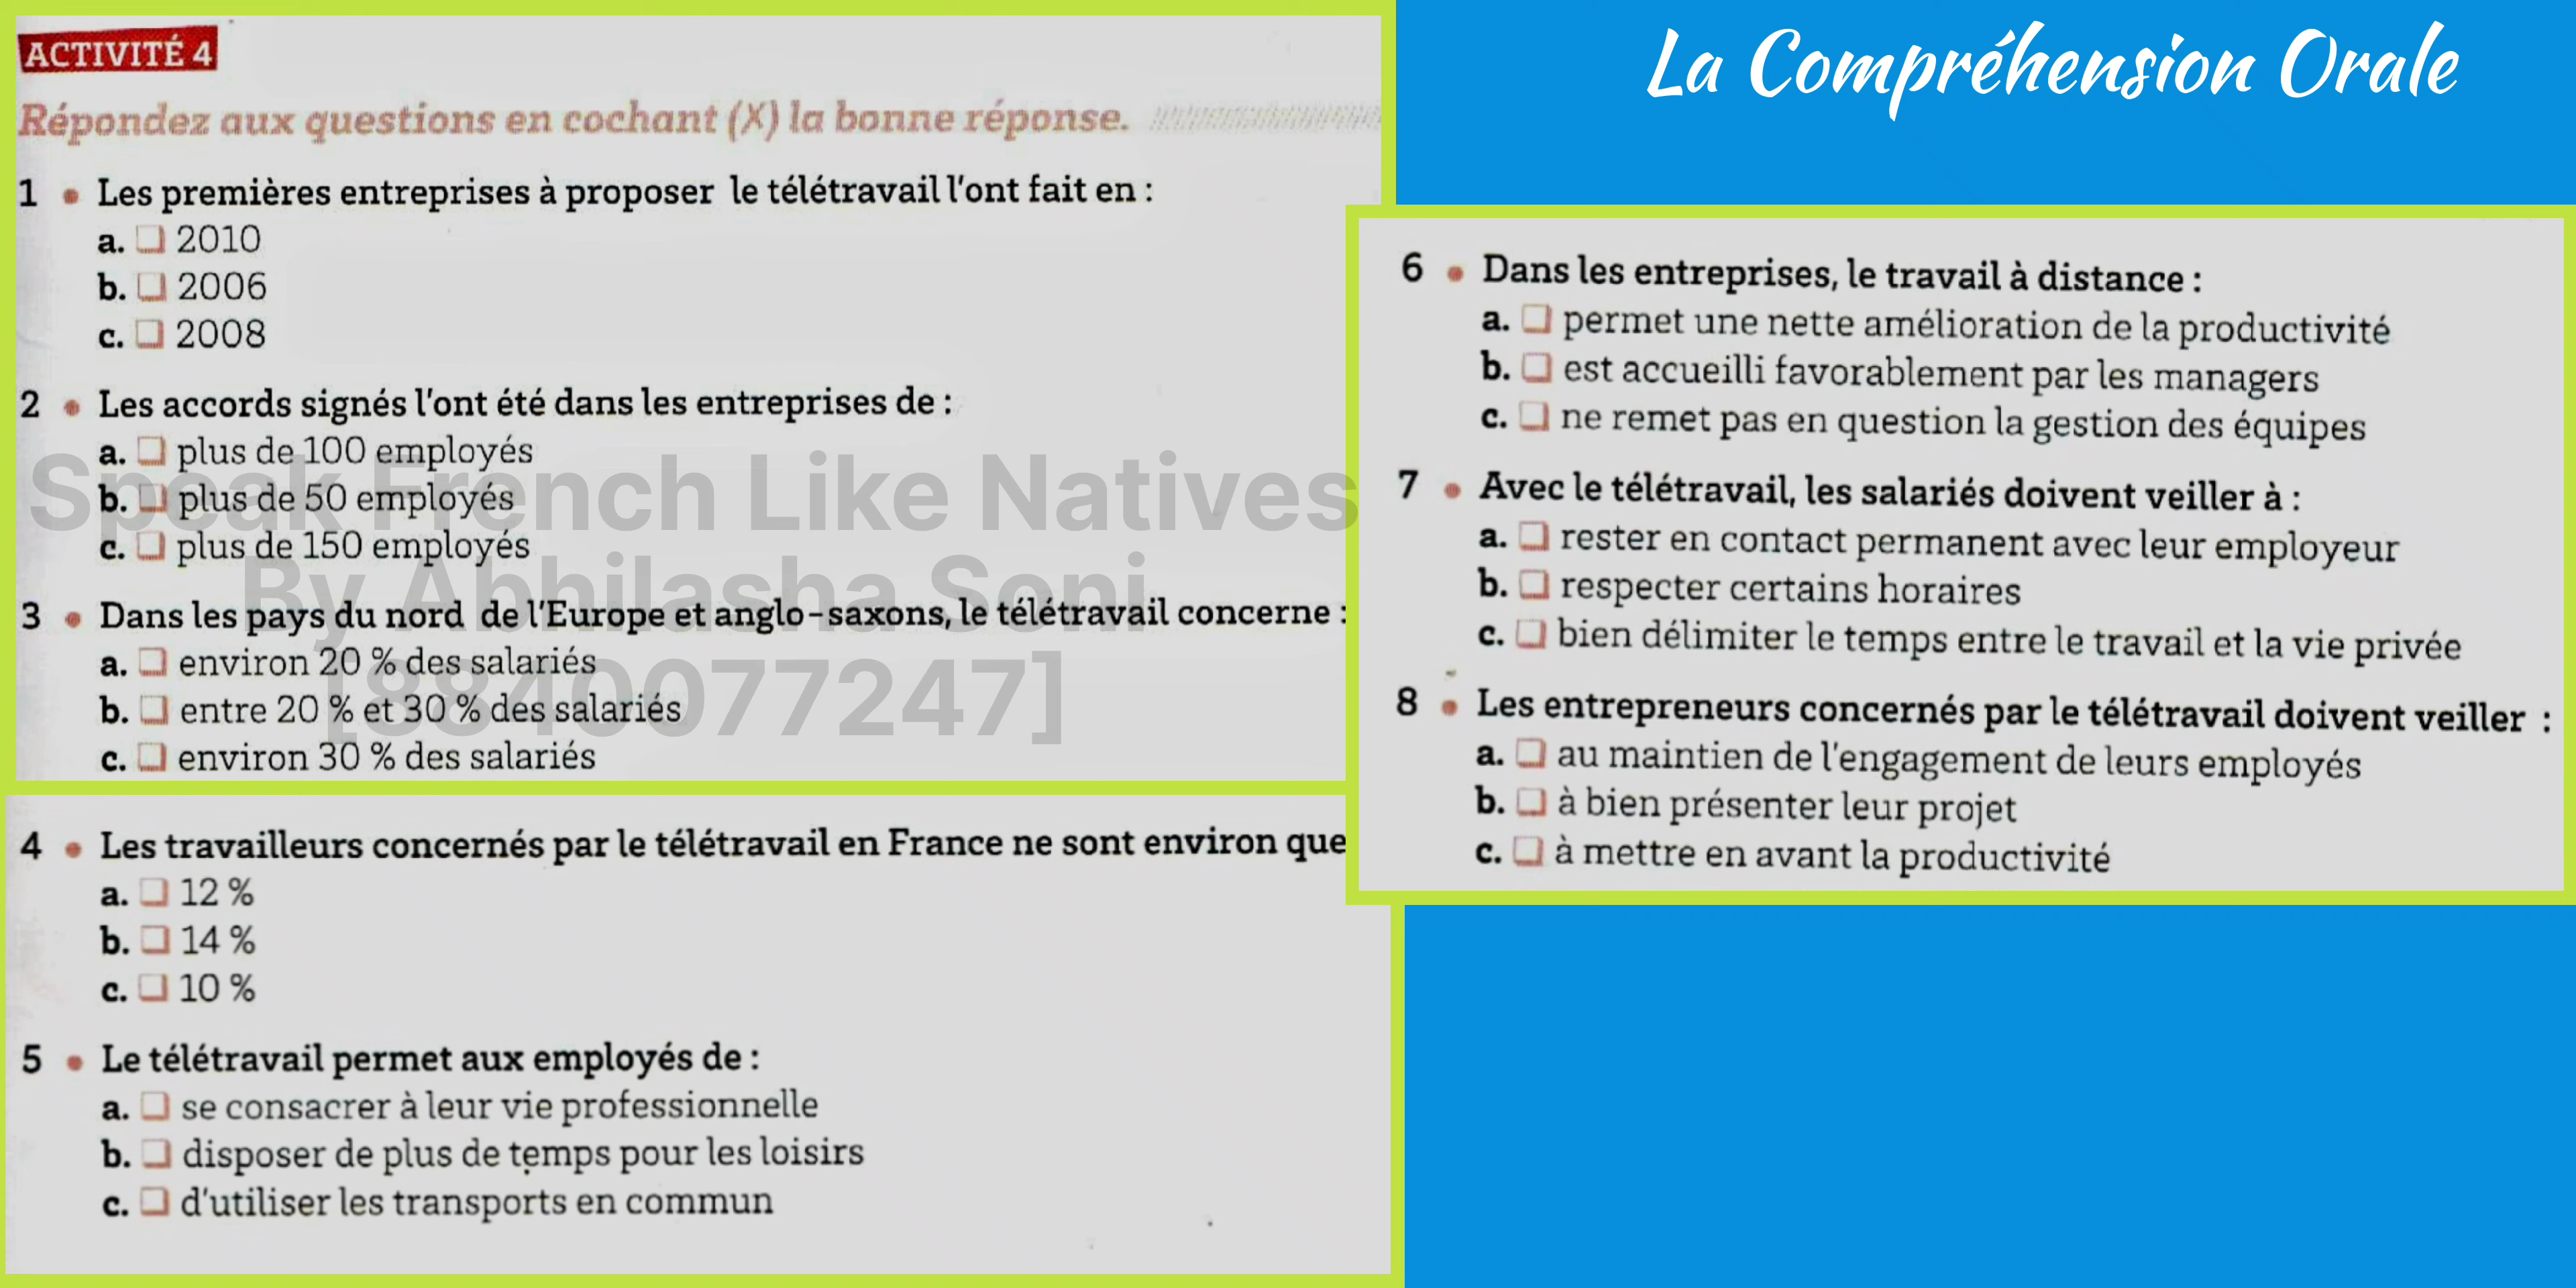 La Compréhension Orale
ACTIVITÉ 4
Répondez aux questions en cochant (X) la bonne réponse.
1 • Les premières entreprises à proposer le télétravail l'ont fait en :
a. ❑ 2010
b. ❑ 2006
c. ❑ 2008
2 • Les accords signés l'ont été dans les entreprises de :
a. ❑ plus de 100 employés
b. ❑ plus de 50 employés
c. ❑ plus de 150 employés
3 • Dans les pays du nord de l'Europe et anglo-saxons, le télétravail concerne :
a. ❑ environ 20 % des salariés
b. ❑ entre 20 % et 30 % des salariés
c. ❑ environ 30 % des salariés
Speak French Like Natives
By Abhilasha Soni
[8840077247]
4 • Les travailleurs concernés par le télétravail en France ne sont environ que
a. ❑ 12 %
b. ❑ 14 %
c. ❑ 10 %
5 • Le télétravail permet aux employés de :
a. ❑ se consacrer à leur vie professionnelle
b. ❑ disposer de plus de temps pour les loisirs
c. ❑ d'utiliser les transports en commun
6 • Dans les entreprises, le travail à distance :
a. ❑ permet une nette amélioration de la productivité
b. ❑ est accueilli favorablement par les managers
c. ❑ ne remet pas en question la gestion des équipes
7 • Avec le télétravail, les salariés doivent veiller à :
a. ❑ rester en contact permanent avec leur employeur
b. ❑ respecter certains horaires
c. ❑ bien délimiter le temps entre le travail et la vie privée
8 • Les entrepreneurs concernés par le télétravail doivent veiller :
a. ❑ au maintien de l'engagement de leurs employés
b. ❑ à bien présenter leur projet
c. ❑ à mettre en avant la productivité